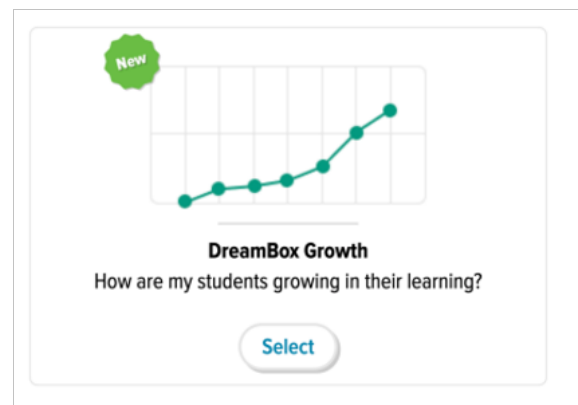 New
DreamBox Growth
How are my students growing in their learning?
Select